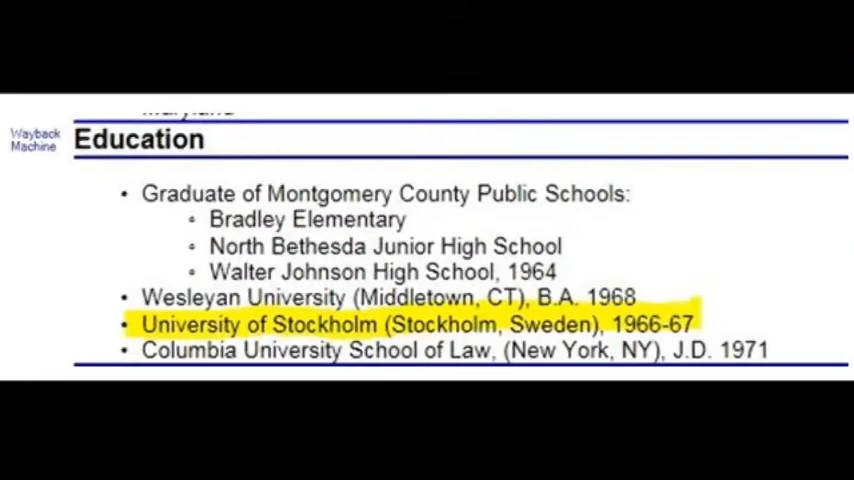 Wayback
Machine
Education
• Graduate of Montgomery County Public Schools:
◦ Bradley Elementary
◦ North Bethesda Junior High School
◦ Walter Johnson High School, 1964
• Wesleyan University (Middletown, CT), B.A. 1968
• University of Stockholm (Stockholm, Sweden), 1966-67
• Columbia University School of Law, (New York, NY), J.D. 1971